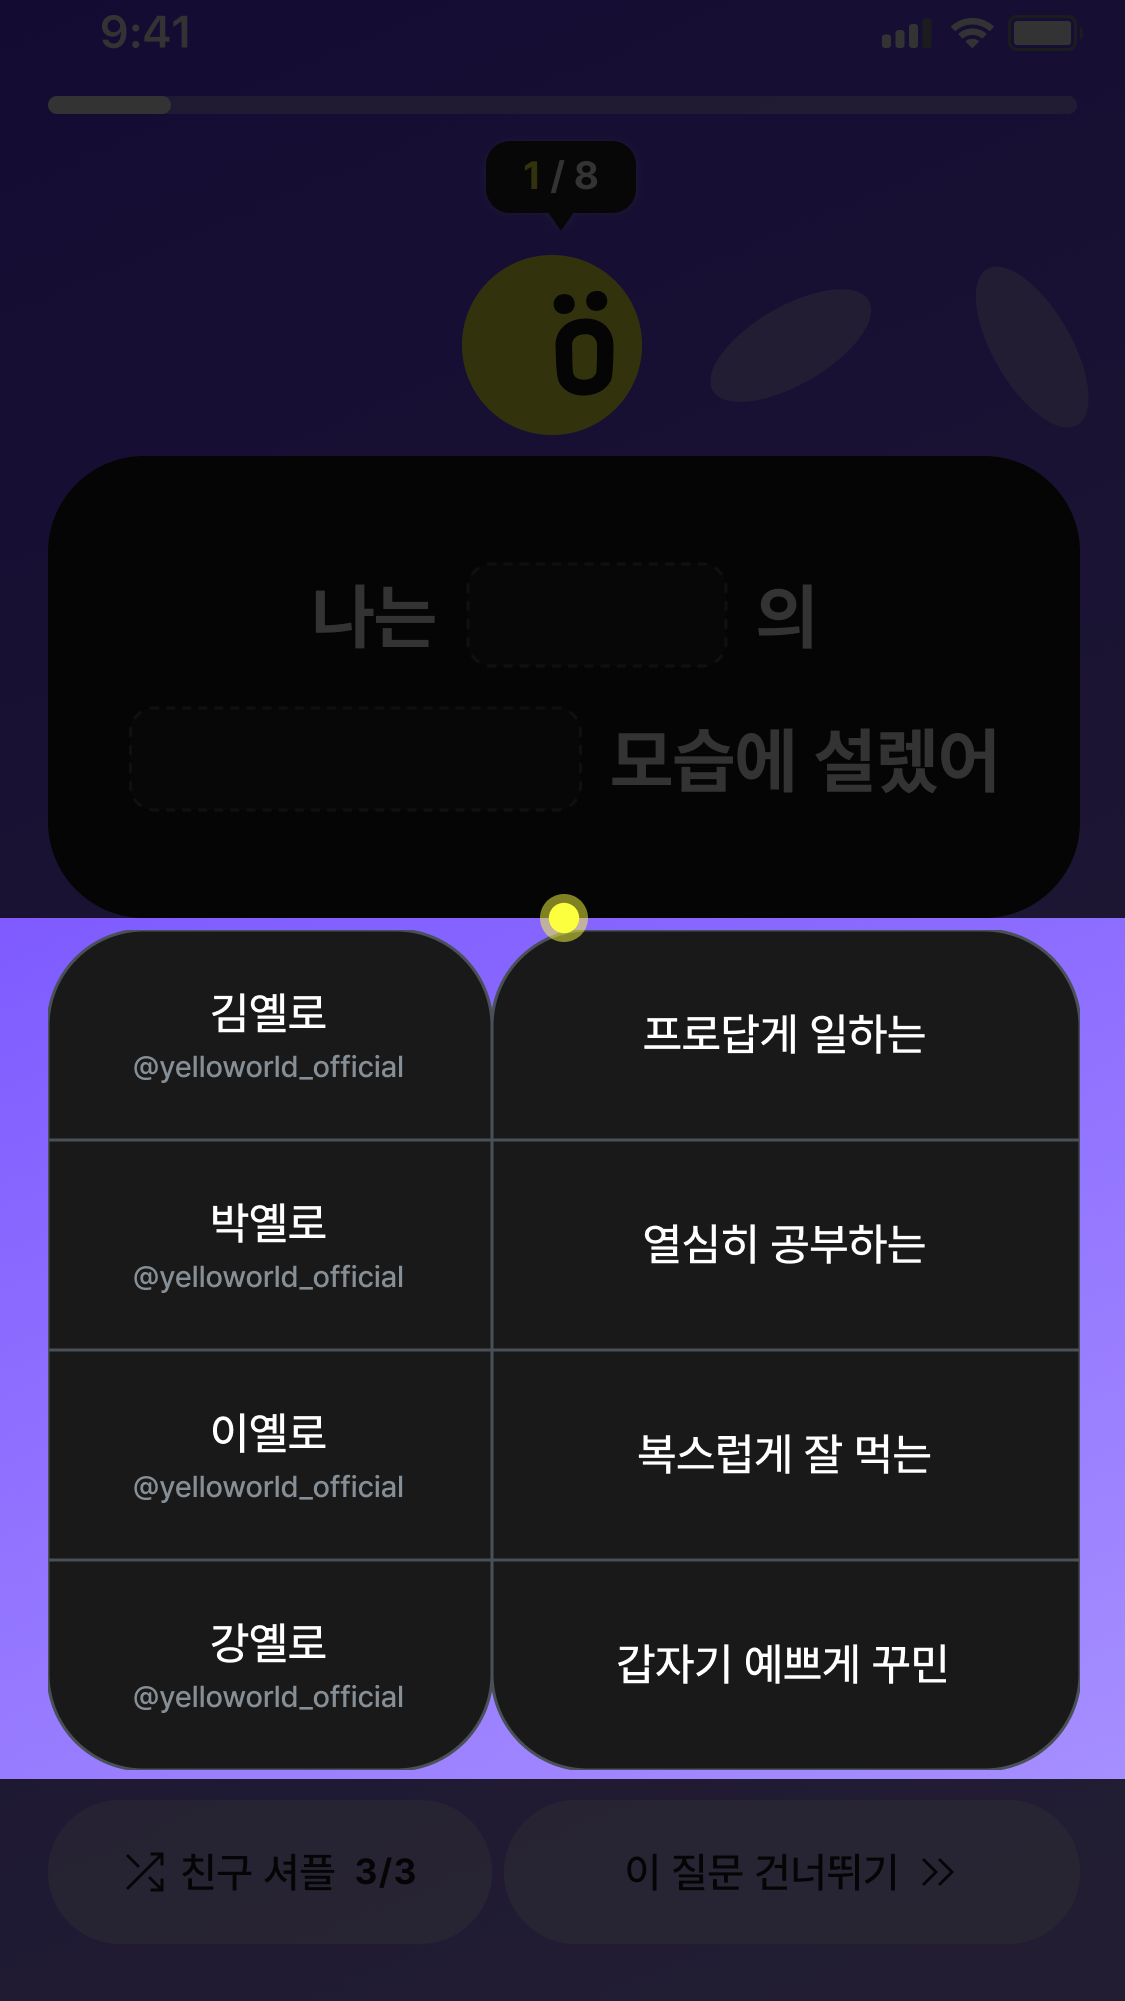 9:41
1 / 8
나는 의
모습에 설렜어
김옐로
@yelloworld_official
프로답게 일하는
박옐로
@yelloworld_official
열심히 공부하는
이옐로
@yelloworld_official
복스럽게 잘 먹는
강옐로
@yelloworld_official
갑자기 예쁘게 꾸민
친구 셔플 3/3
이 질문 건너뛰기